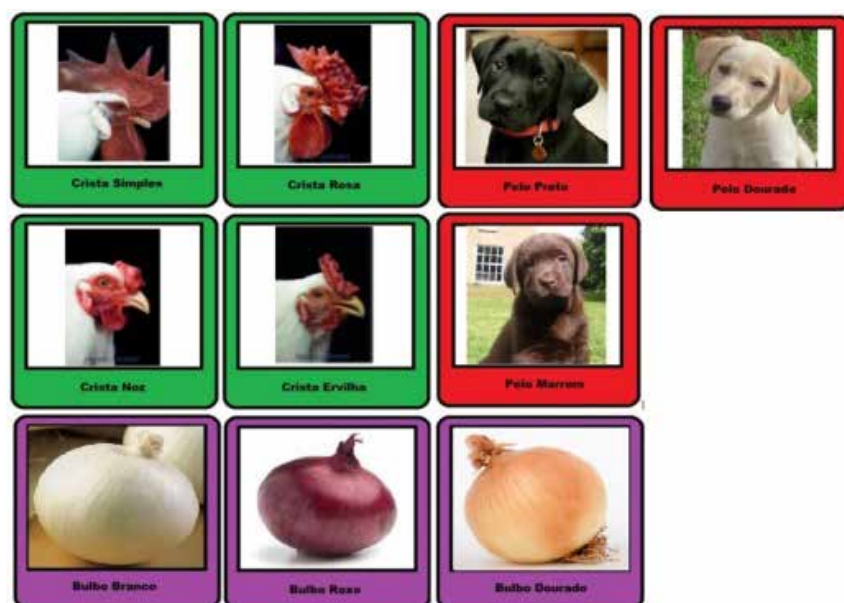 Crista Simples
Crista Rosa
Pelo Preto
Pelo Dourado
Crista Noz
Crista Ervilha
Pelo Marrom
Bulbo Branco
Bulbo Roxo
Bulbo Dourado